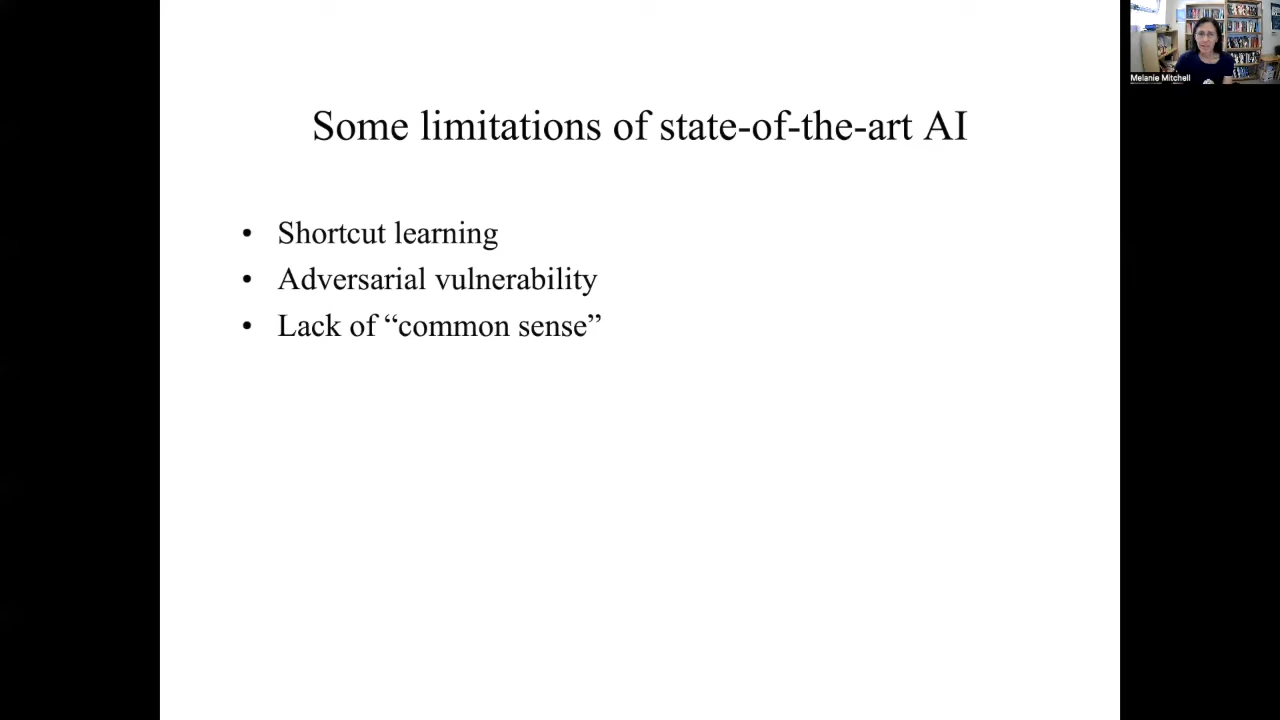 Some limitations of state-of-the-art AI
• Shortcut learning
• Adversarial vulnerability
• Lack of “common sense”
Melanie Mitchell